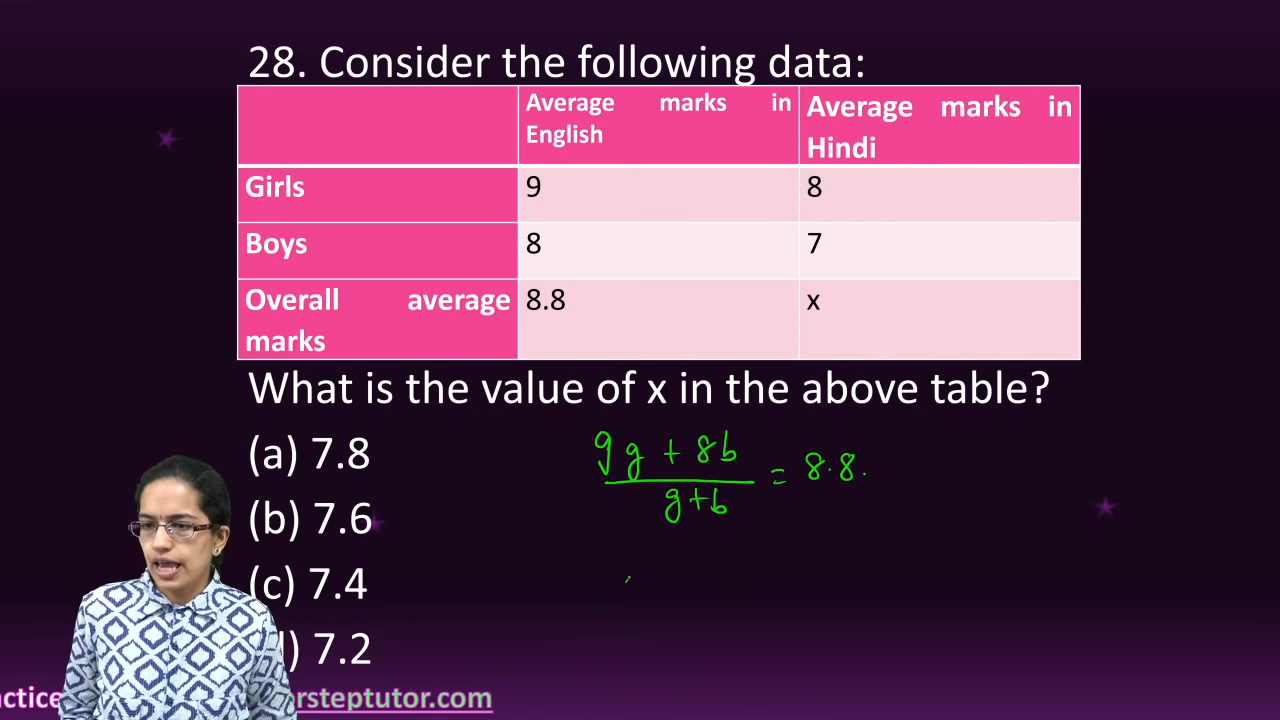 28. Consider the following data:
Average marks in English
Average marks in Hindi
Girls 9 8
Boys 8 7
Overall average marks 8.8 x
What is the value of x in the above table?
(a) 7.8
(b) 7.6
(c) 7.4
) 7.2
9g + 8b
= 8.8.
g+b
rsteptutor.com